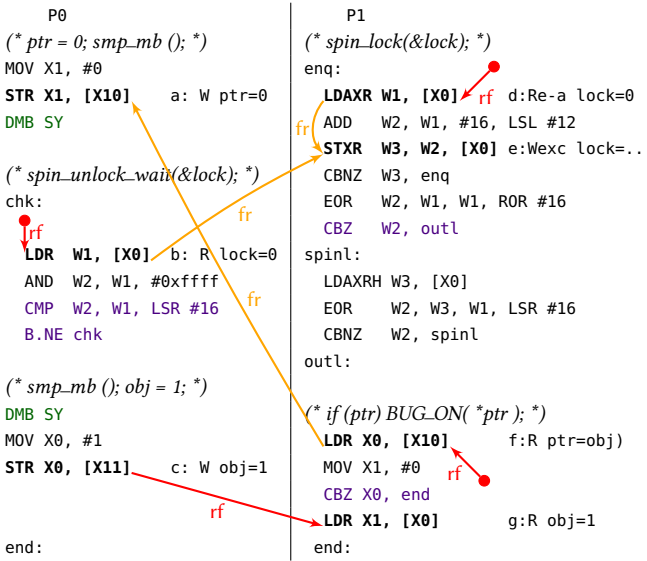 P0
(* ptr = 0; smp_mb (); *)
MOV X1, #0
STR X1, [X10] a: W ptr=0
DMB SY
(* spin_unlock_wait(&lock); *)
chk:
rf
LDR W1, [X0] b: R lock=0
AND W2, W1, #0xffff
CMP W2, W1, LSR #16
B.NE chk
(* smp_mb (); obj = 1; *)
DMB SY
MOV X0, #1
STR X0, [X11] c: W obj=1
rf
end:
fr
fr
P1
(* spin_lock(&lock); *)
enq:
LDAXR W1, [X0] rf d:Re-a lock=0
fr ADD W2, W1, #16, LSL #12
STXR W3, W2, [X0] e:Wexc lock=..
CBNZ W3, enq
EOR W2, W1, W1, ROR #16
CBZ W2, outl
spinl:
LDAXRH W3, [X0]
EOR W2, W3, W1, LSR #16
CBNZ W2, spinl
outl:
(* if (ptr) BUG_ON( *ptr ); *)
LDR X0, [X10] f:R ptr=obj)
MOV X1, #0 rf
CBZ X0, end
LDR X1, [X0] g:R obj=1
end: